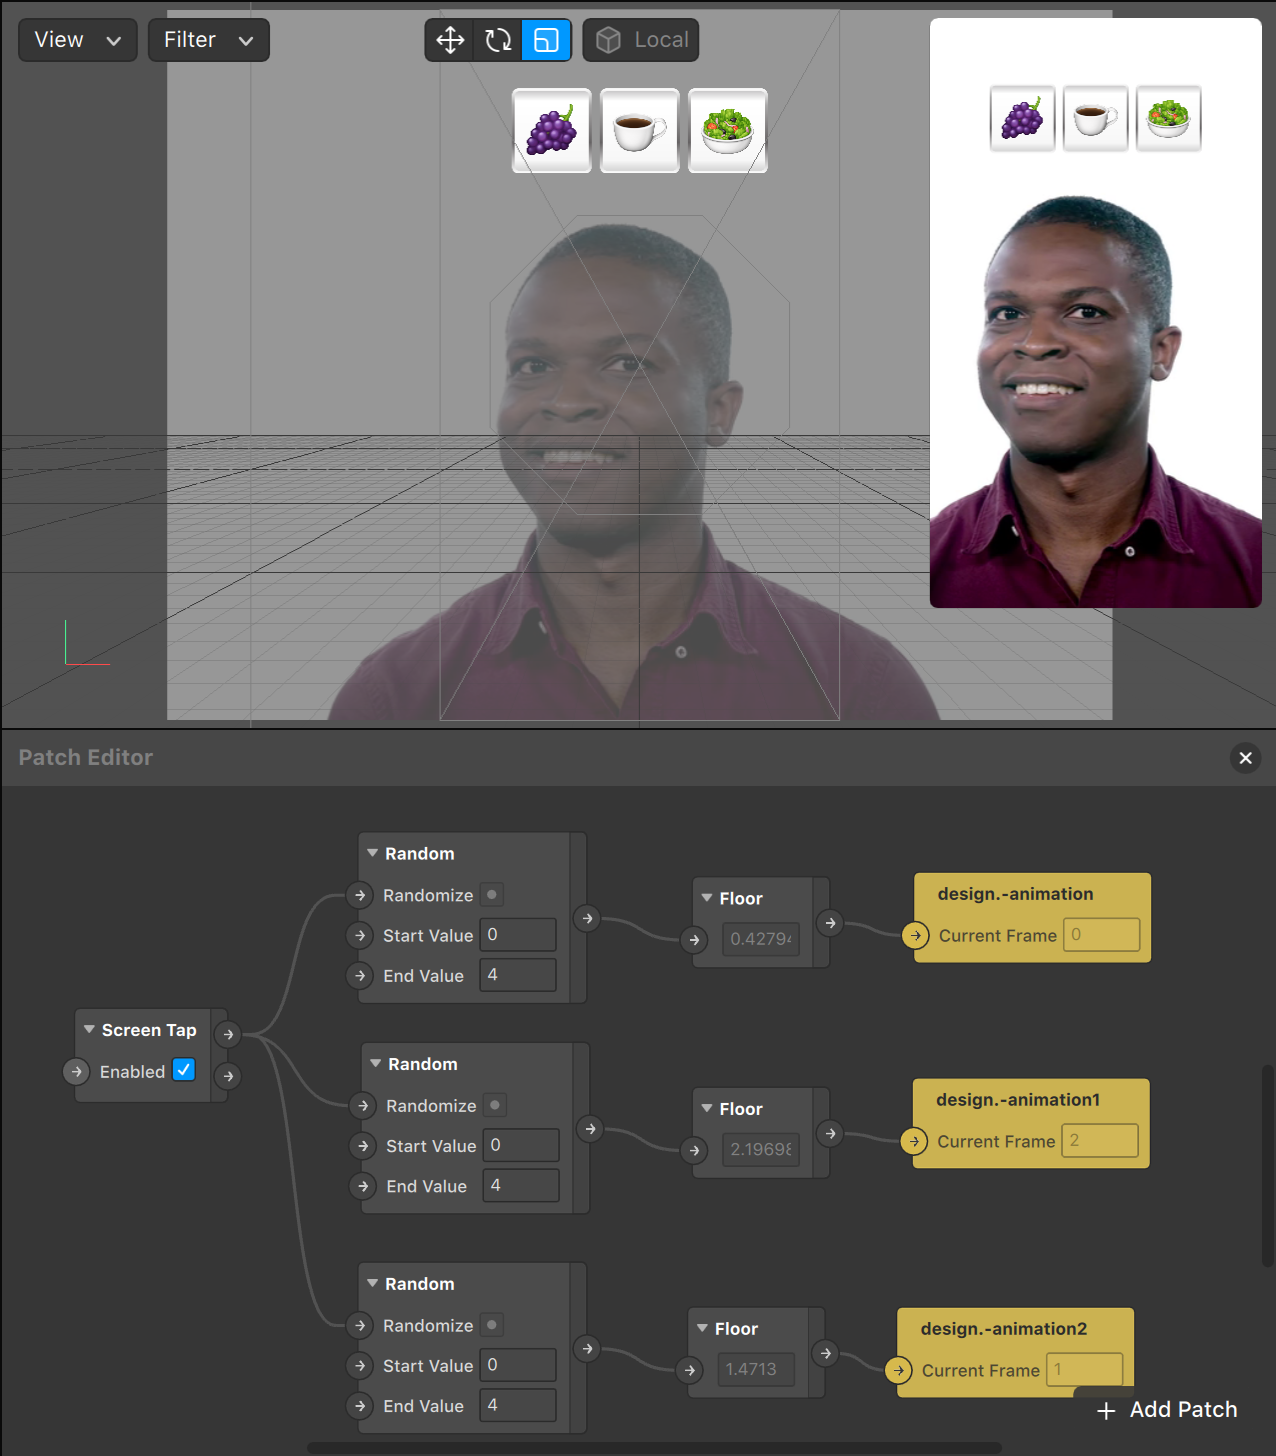 View
Filter
Local
Patch Editor
Random
Randomize
Start Value 0
End Value 4
Floor
0.4279
design.-animation
Current Frame 0
Screen Tap
Enabled
Random
Randomize
Start Value 0
End Value 4
Floor
2.1969
design.-animation1
Current Frame 2
Random
Randomize
Start Value 0
End Value 4
Floor
1.4713
design.-animation2
Current Frame 1
+ Add Patch